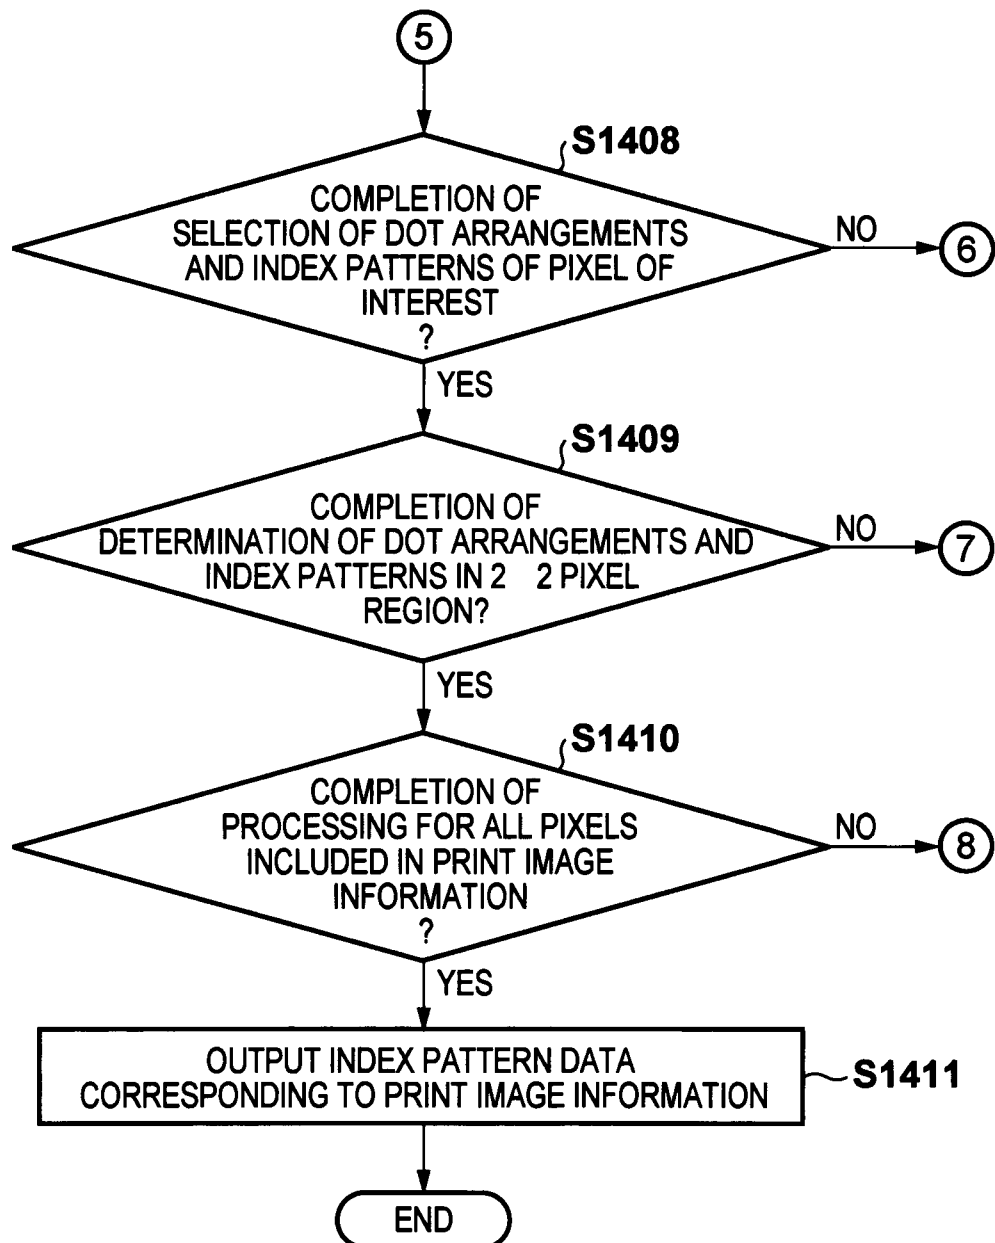 5
S1408
COMPLETION OF
SELECTION OF DOT ARRANGEMENTS
AND INDEX PATTERNS OF PIXEL OF
INTEREST
?
NO
6
YES
S1409
COMPLETION OF
DETERMINATION OF DOT ARRANGEMENTS AND
INDEX PATTERNS IN 2 2 PIXEL
REGION?
NO
7
YES
S1410
COMPLETION OF
PROCESSING FOR ALL PIXELS
INCLUDED IN PRINT IMAGE
INFORMATION
?
NO
8
YES
OUTPUT INDEX PATTERN DATA
CORRESPONDING TO PRINT IMAGE INFORMATION
S1411
END